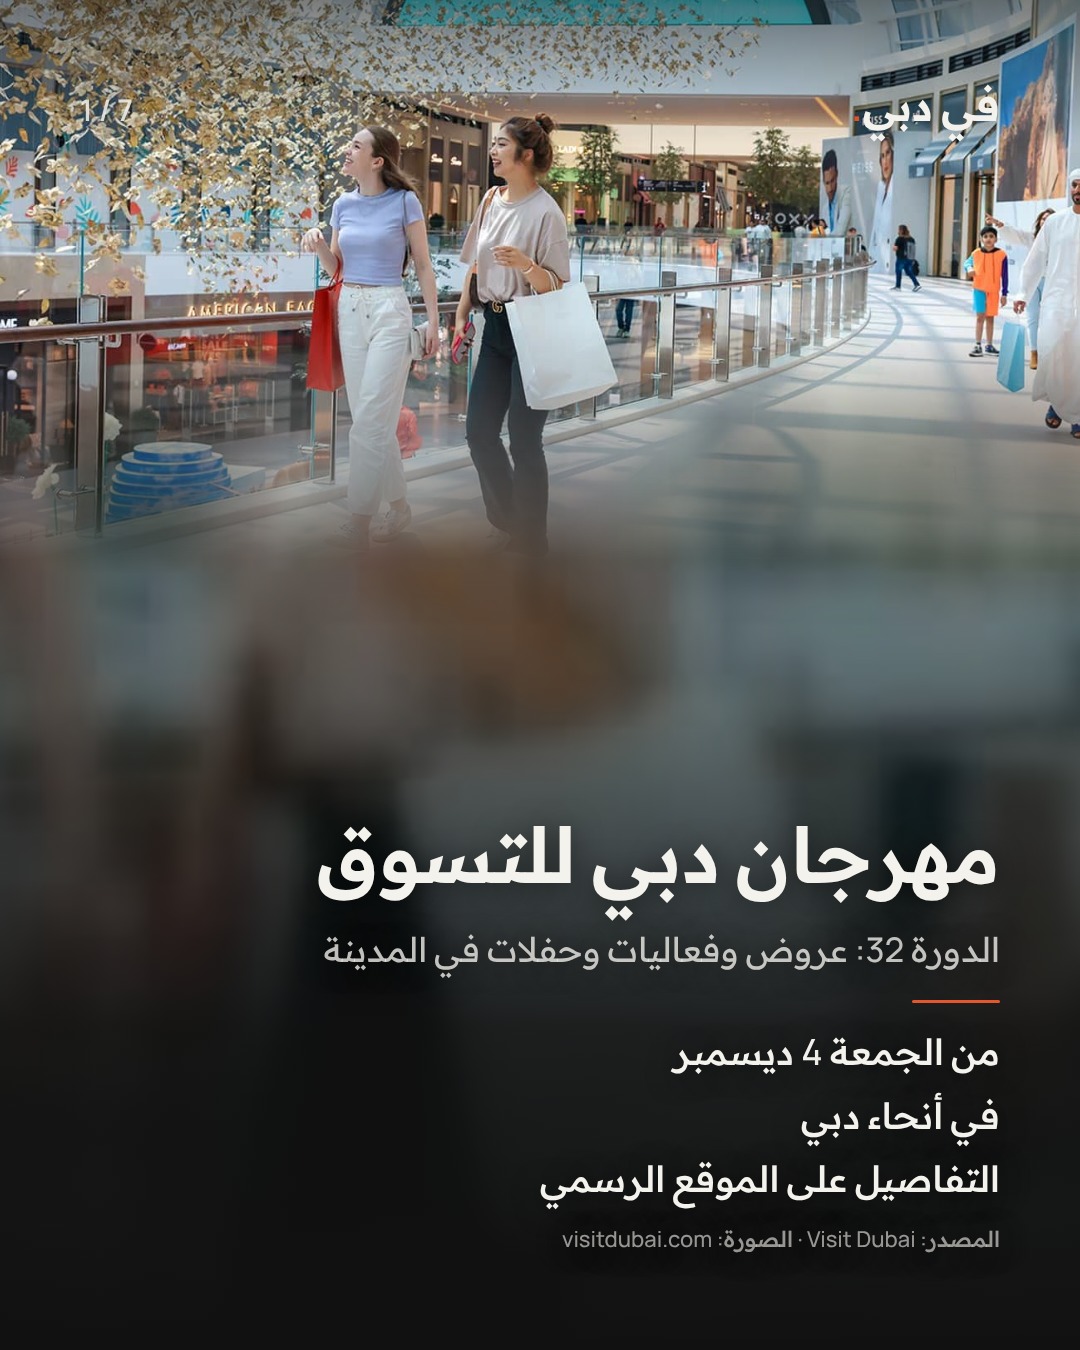 في دبي
1 / 7
AMERICAN EAG
مهرجان دبي للتسوق
الدورة 32: عروض وفعاليات وحفلات في المدينة
من الجمعة 4 ديسمبر
في أنحاء دبي
التفاصيل على الموقع الرسمي
المصدر: Visit Dubai · الصورة: visitdubai.com